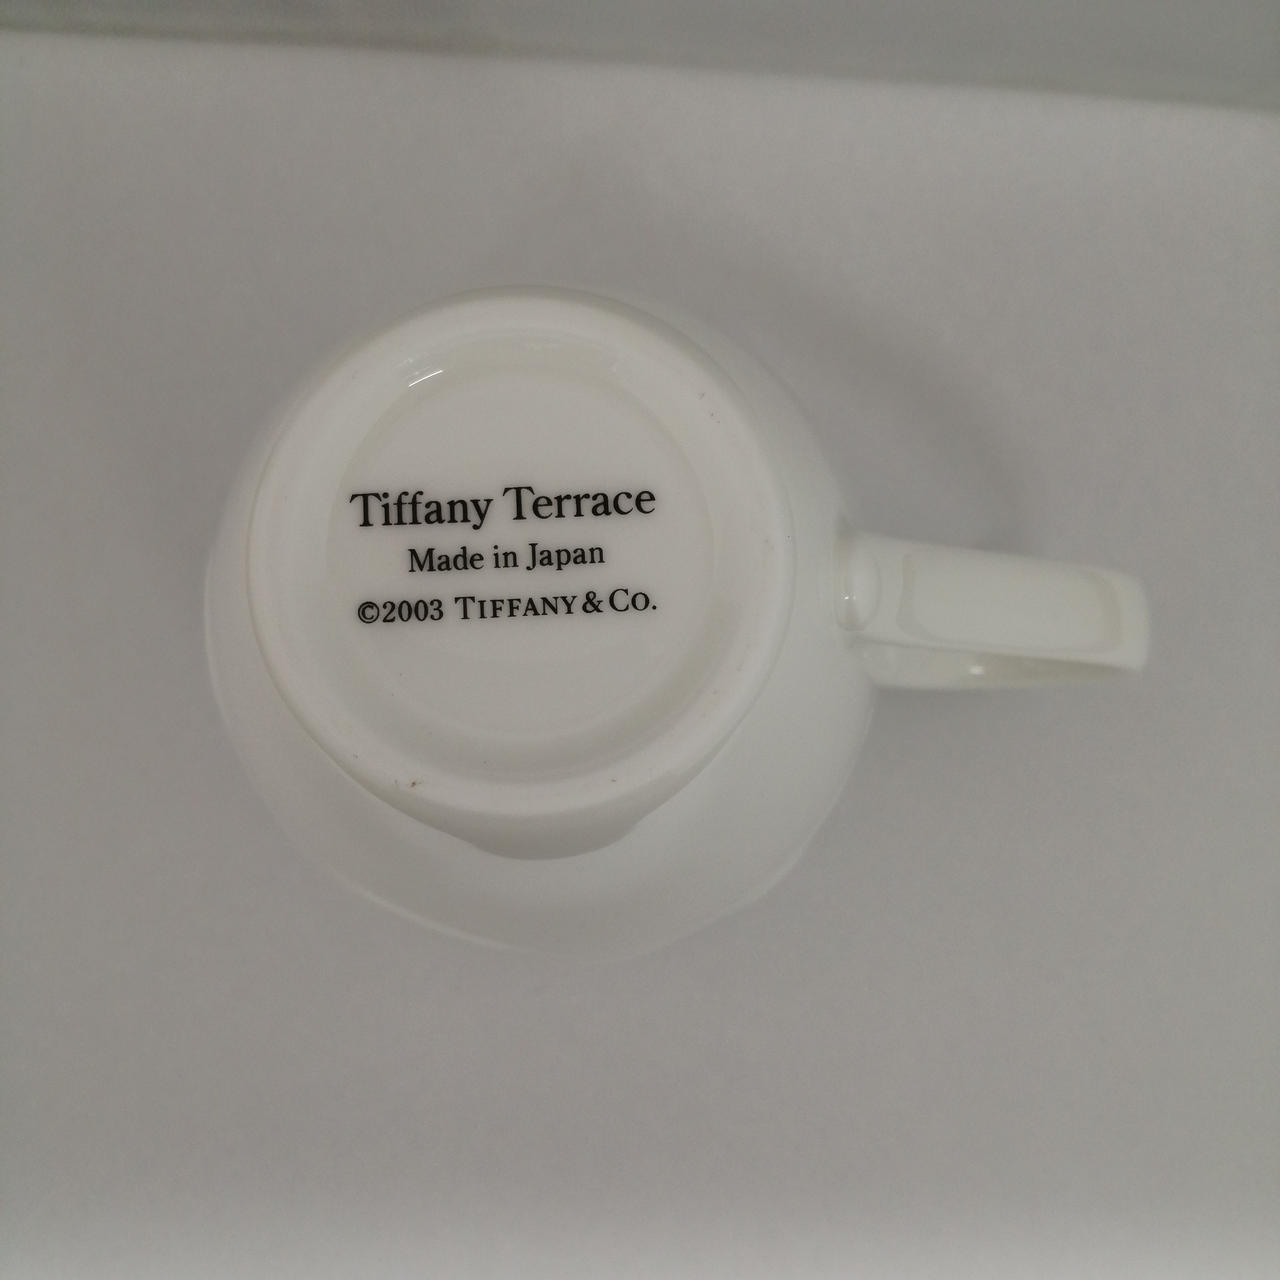 Tiffany Terrace
Made in Japan
©2003 TIFFANY & CO.